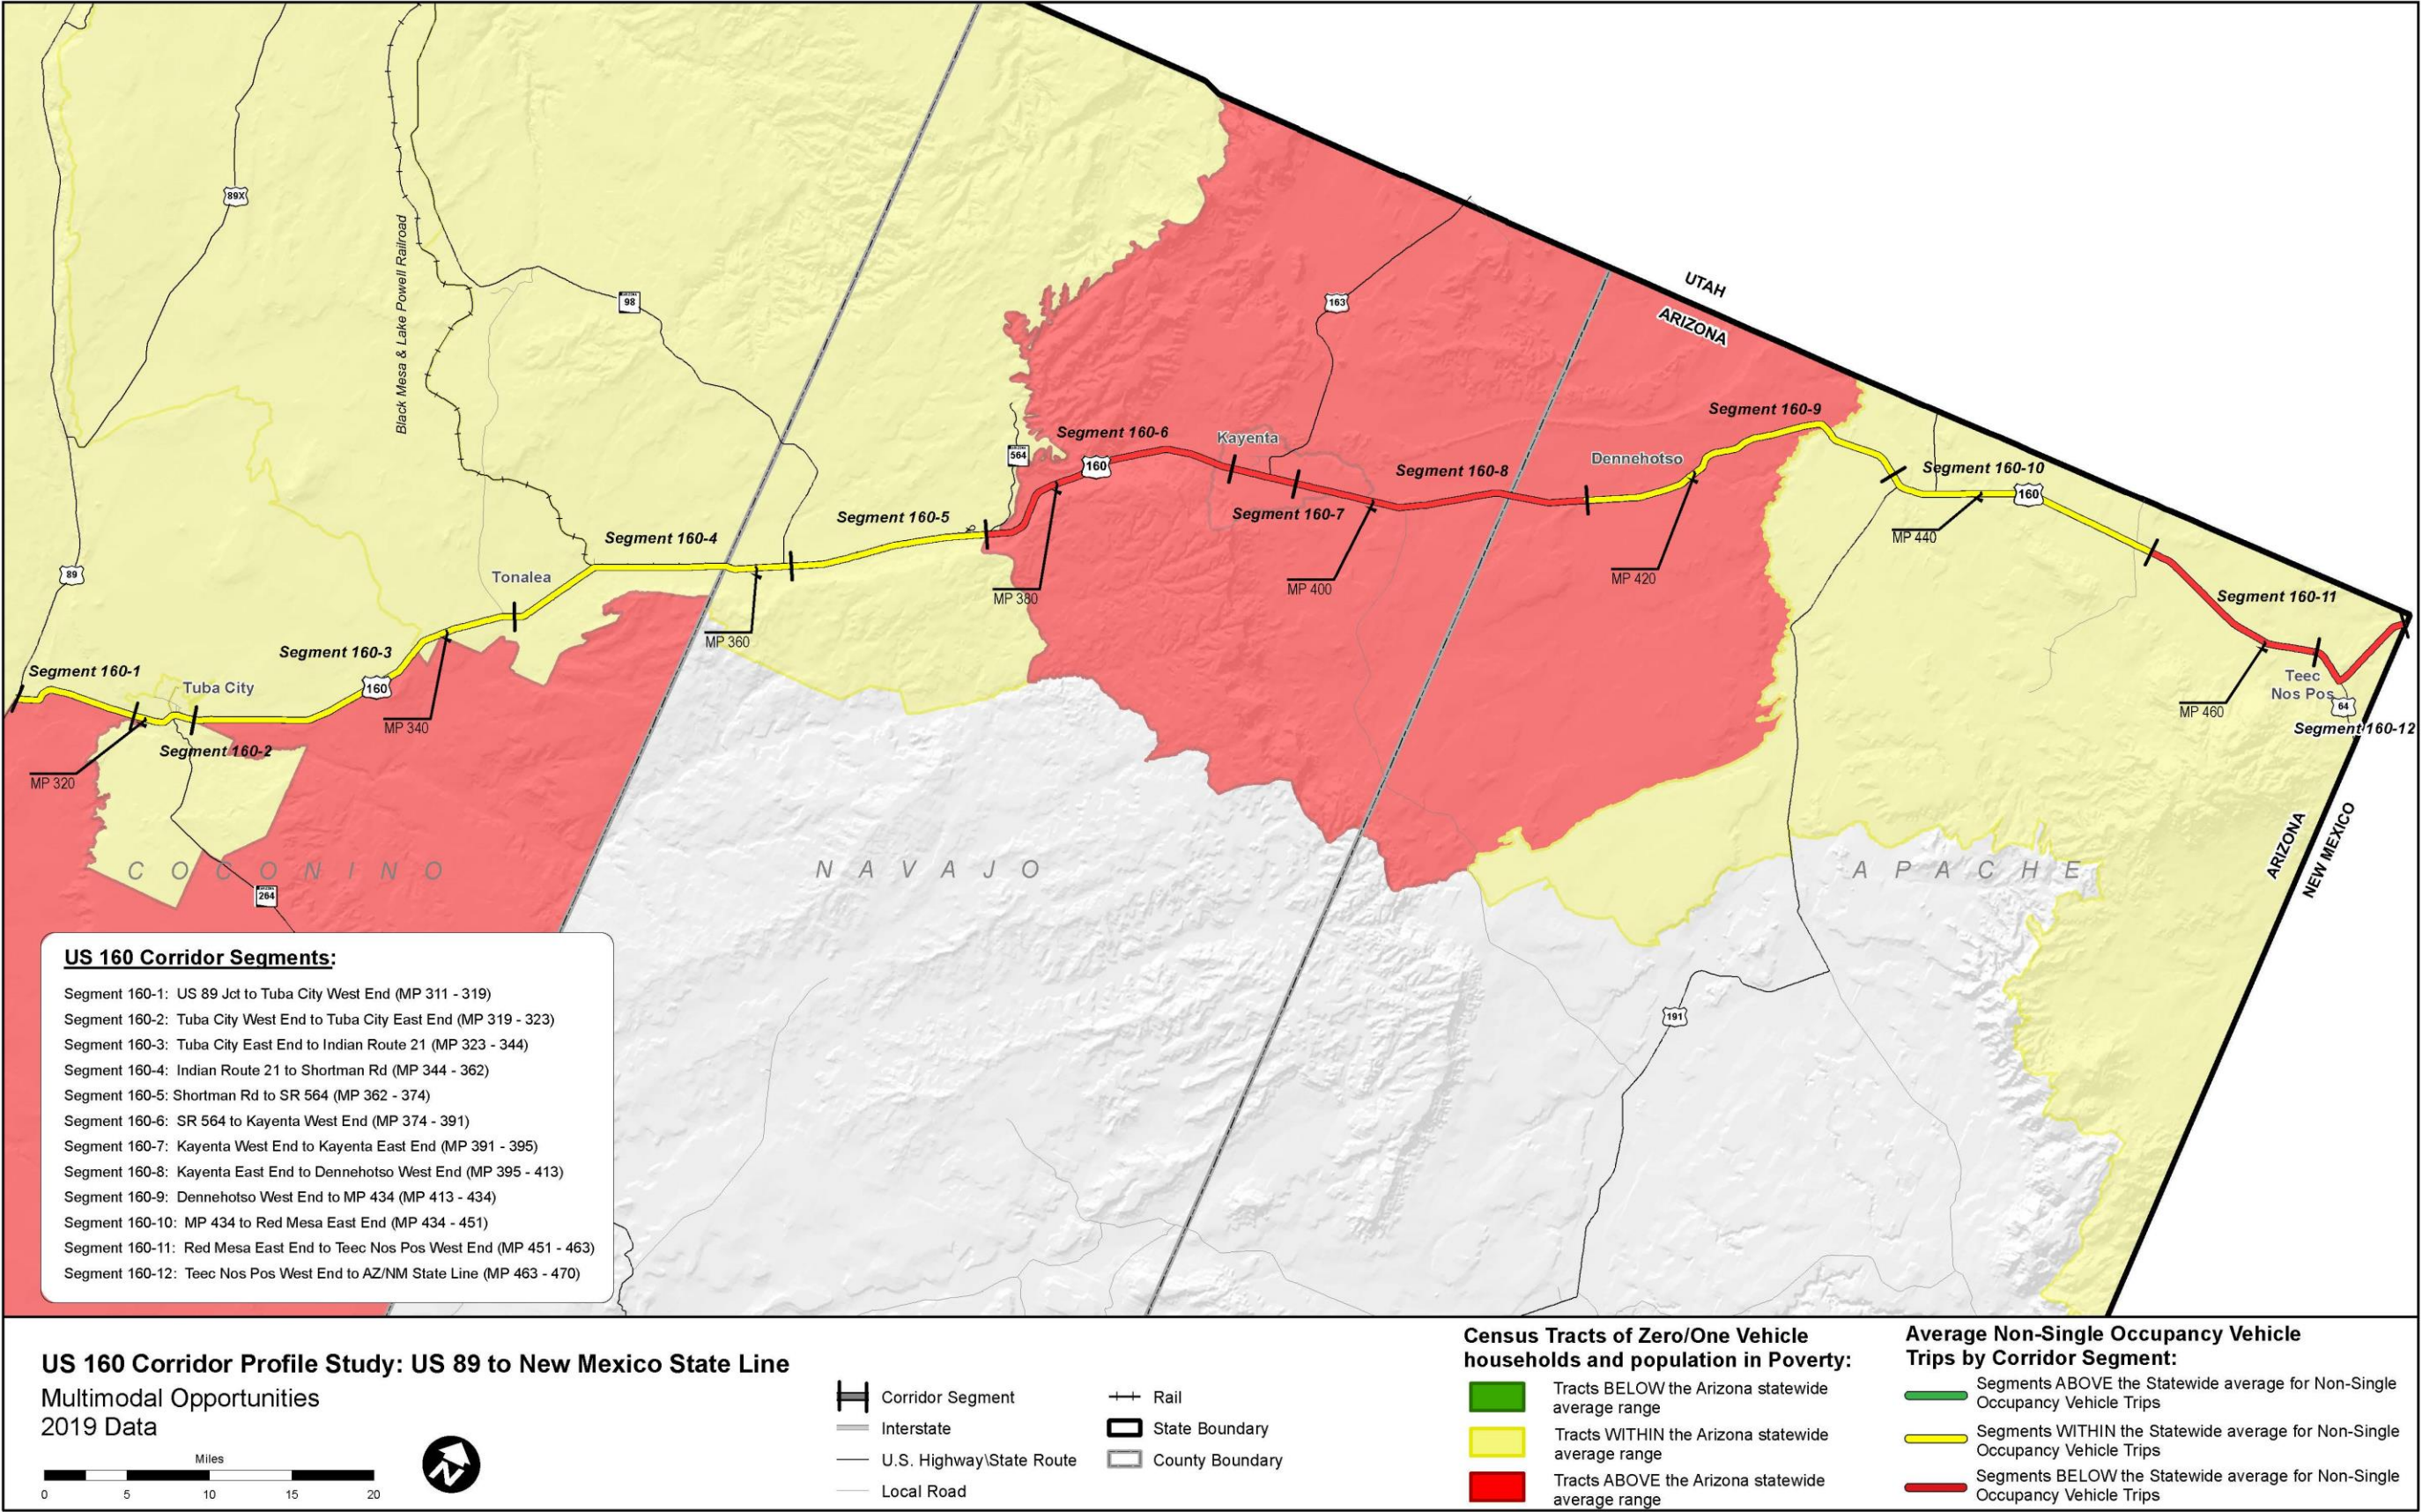 UTAH
ARIZONA
89X
Black Mesa & Lake Powell Railroad
98
163
Segment 160-9
Segment 160-6
Kayenta
564
160
Dennehotso
Segment 160-8
Segment 160-10
160
Segment 160-5
Segment 160-7
Segment 160-4
MP 440
89
Tonalea
MP 380
MP 400
MP 420
Segment 160-11
MP 360
Segment 160-3
Segment 160-1
Tuba City
160
Teec
Nos Pos
MP 460
64
MP 340
Segment 160-12
Segment 160-2
MP 320
ARIZONA
NEW MEXICO
COCONINO
NAVAJO
APACHE
264
191
US 160 Corridor Segments:
Segment 160-1: US 89 Jct to Tuba City West End (MP 311 - 319)
Segment 160-2: Tuba City West End to Tuba City East End (MP 319 - 323)
Segment 160-3: Tuba City East End to Indian Route 21 (MP 323 - 344)
Segment 160-4: Indian Route 21 to Shortman Rd (MP 344 - 362)
Segment 160-5: Shortman Rd to SR 564 (MP 362 - 374)
Segment 160-6: SR 564 to Kayenta West End (MP 374 - 391)
Segment 160-7: Kayenta West End to Kayenta East End (MP 391 - 395)
Segment 160-8: Kayenta East End to Dennehotso West End (MP 395 - 413)
Segment 160-9: Dennehotso West End to MP 434 (MP 413 - 434)
Segment 160-10: MP 434 to Red Mesa East End (MP 434 - 451)
Segment 160-11: Red Mesa East End to Teec Nos Pos West End (MP 451 - 463)
Segment 160-12: Teec Nos Pos West End to AZ/NM State Line (MP 463 - 470)
US 160 Corridor Profile Study: US 89 to New Mexico State Line
Multimodal Opportunities
2019 Data
Miles
0 5 10 15 20
N
Corridor Segment
Interstate
U.S. Highway\State Route
Local Road
Rail
State Boundary
County Boundary
Census Tracts of Zero/One Vehicle
households and population in Poverty:
Tracts BELOW the Arizona statewide
average range
Tracts WITHIN the Arizona statewide
average range
Tracts ABOVE the Arizona statewide
average range
Average Non-Single Occupancy Vehicle
Trips by Corridor Segment:
Segments ABOVE the Statewide average for Non-Single
Occupancy Vehicle Trips
Segments WITHIN the Statewide average for Non-Single
Occupancy Vehicle Trips
Segments BELOW the Statewide average for Non-Single
Occupancy Vehicle Trips